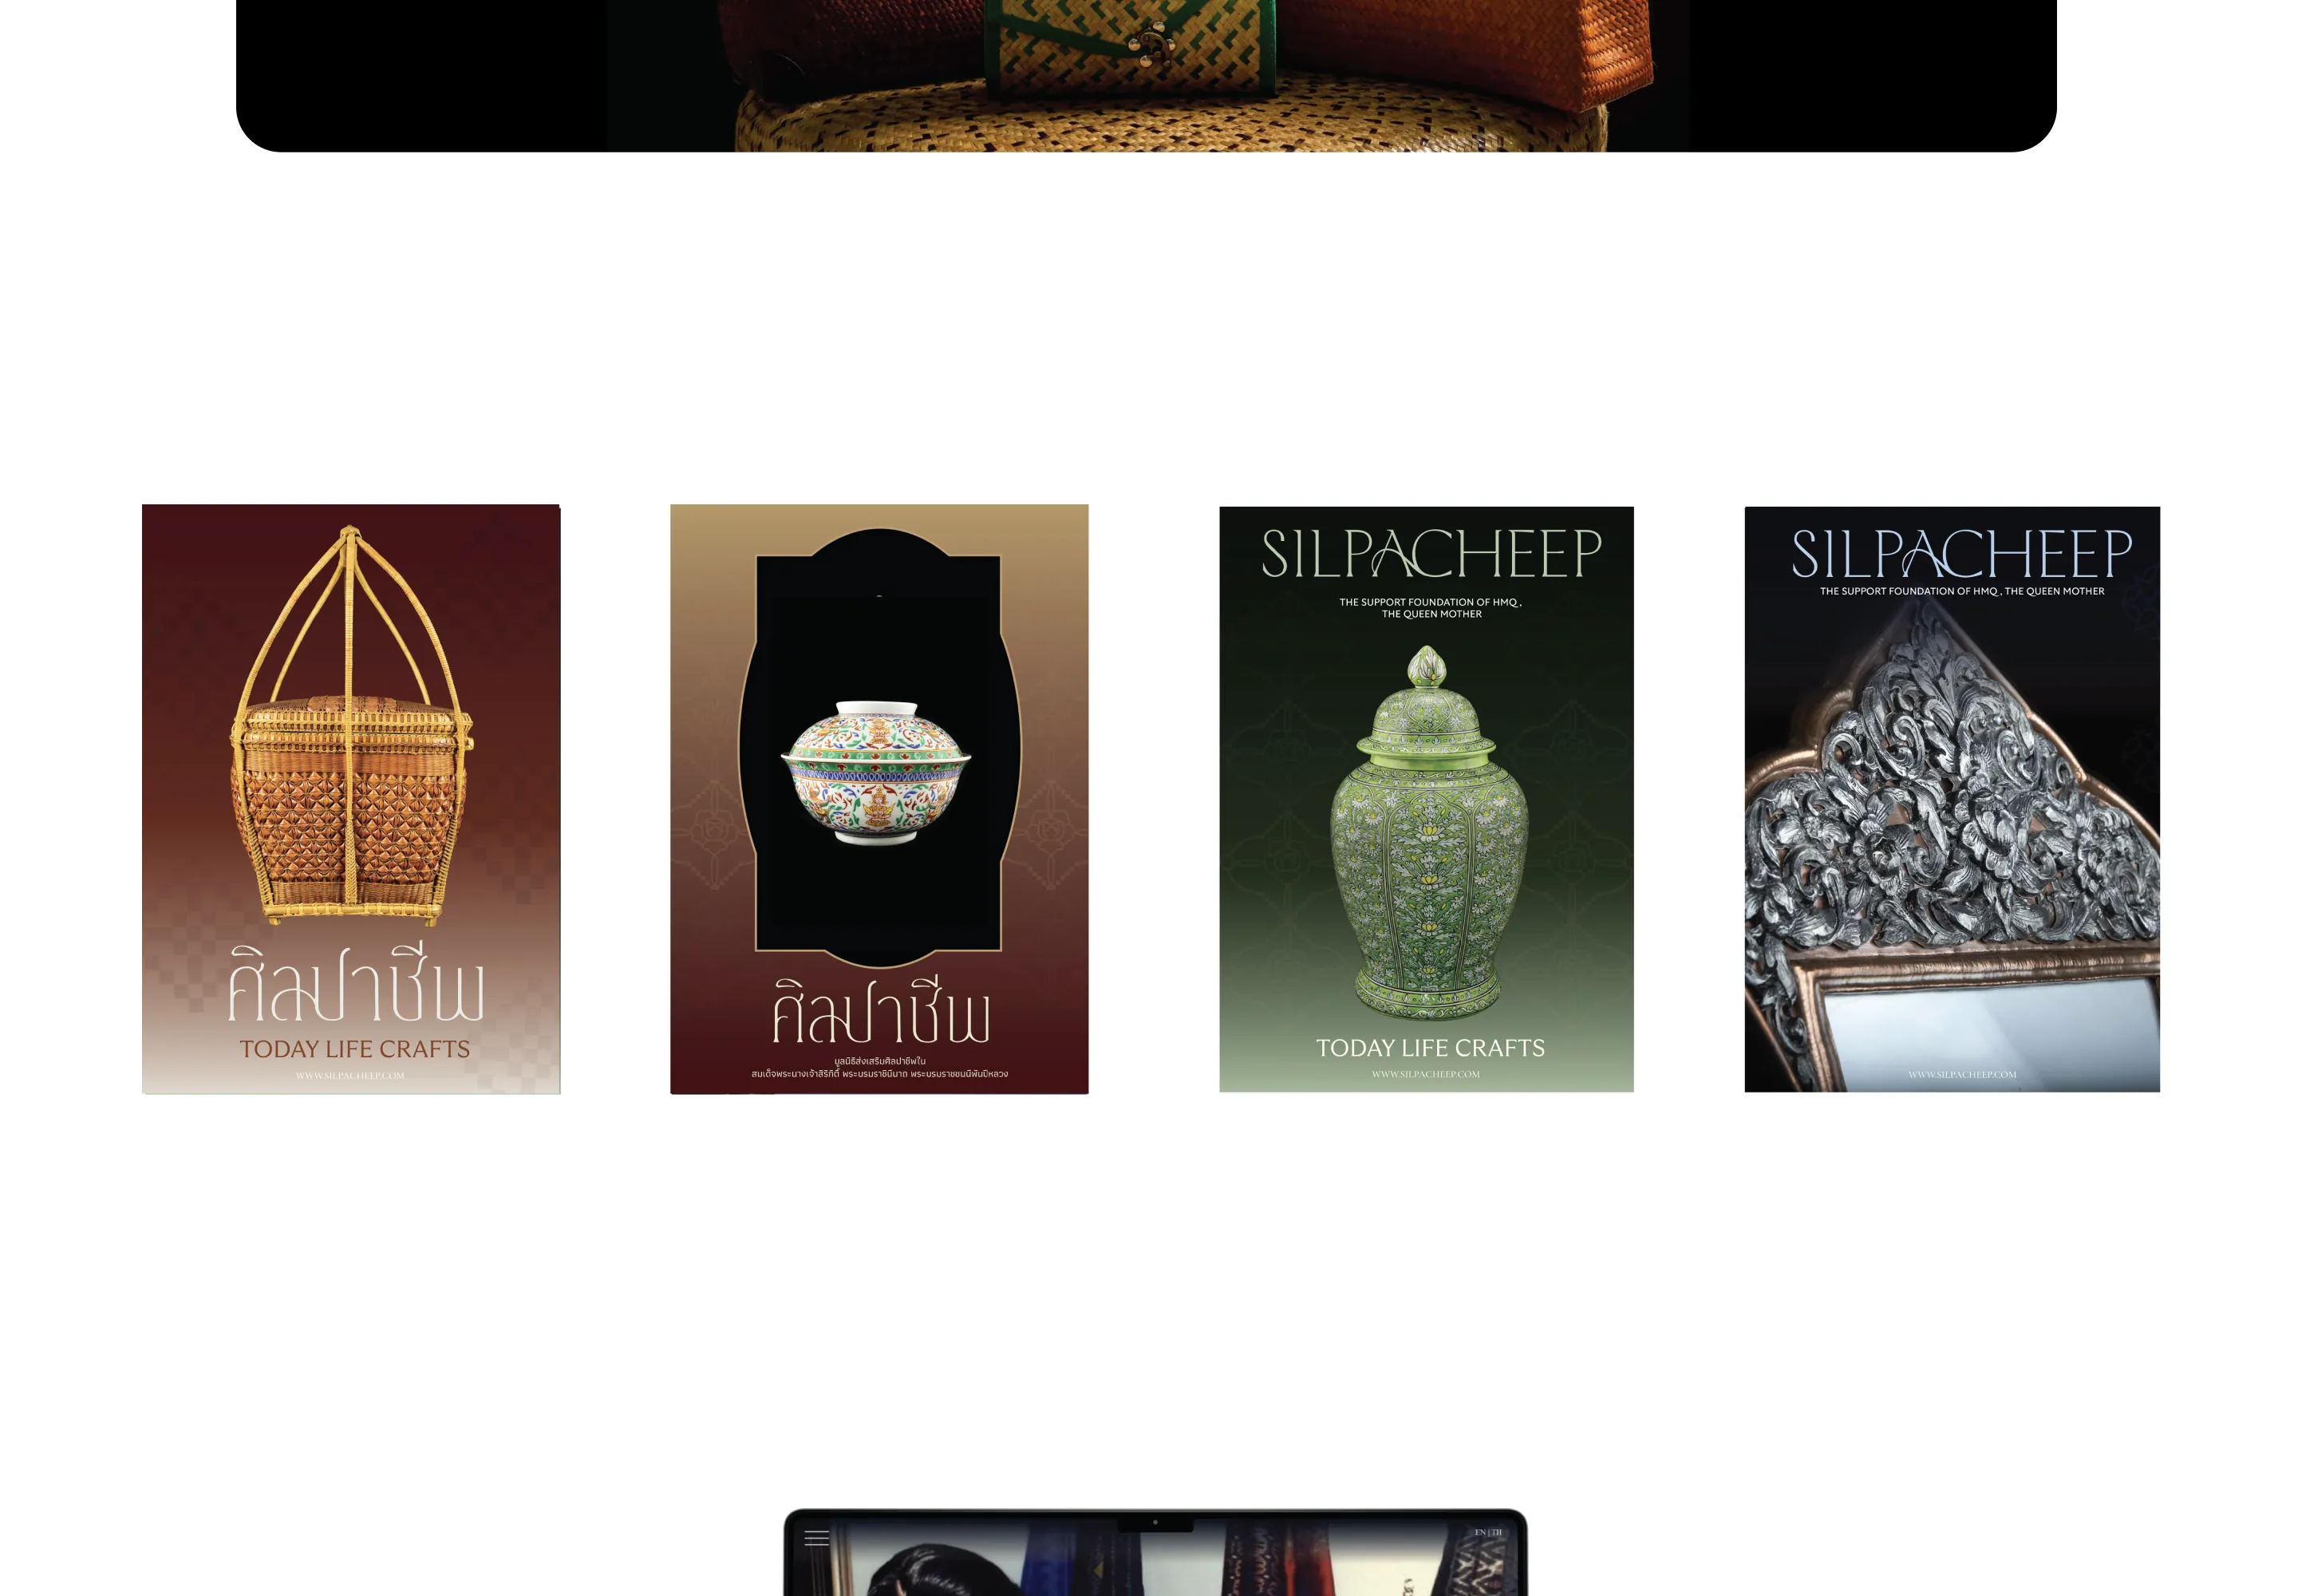 ศิลปาชีพ
TODAY LIFE CRAFTS
WWW.SILPACHEEP.COM
ศิลปาชีพ
มูลนิธิส่งเสริมศิลปาชีพใน
สมเด็จพระนางเจ้าสิริกิติ์ พระบรมราชินีนาถ พระบรมราชชนนีพันปีหลวง
SILPACHEEP
THE SUPPORT FOUNDATION OF HMQ ,
THE QUEEN MOTHER
TODAY LIFE CRAFTS
WWW.SILPACHEEP.COM
SILPACHEEP
THE SUPPORT FOUNDATION OF HMQ , THE QUEEN MOTHER
WWW.SILPACHEEP.COM
EN | TH